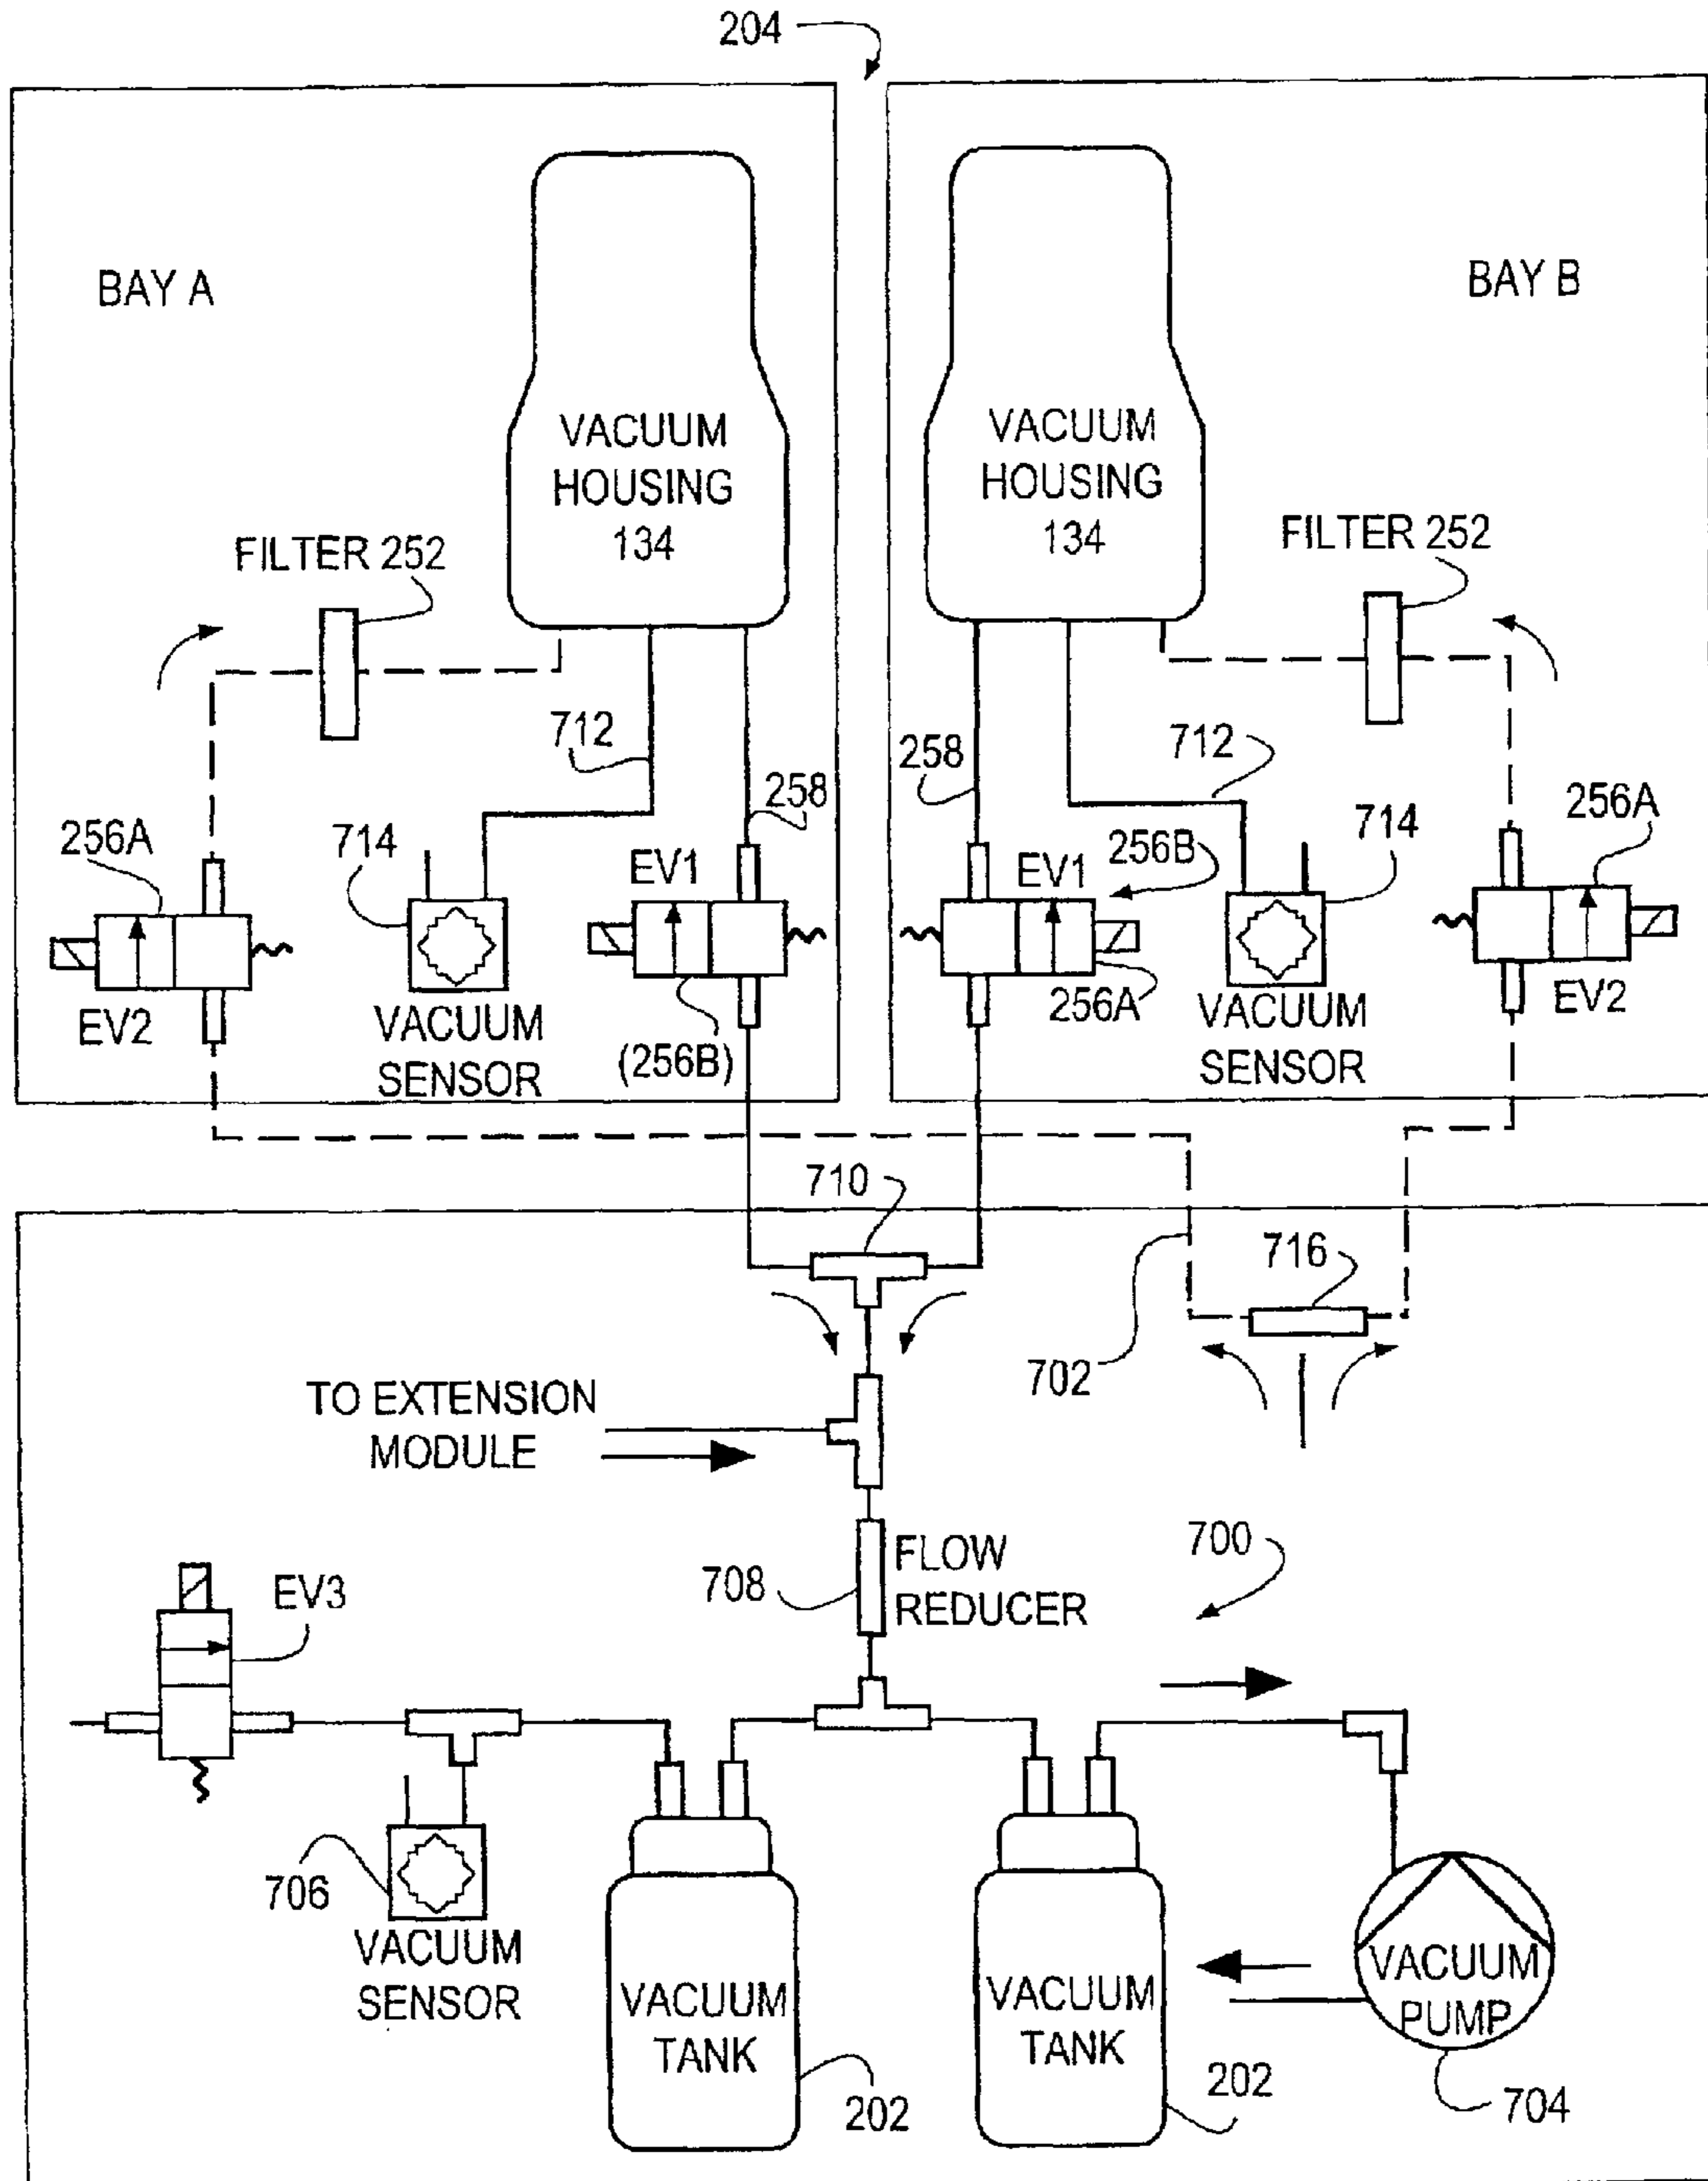 204
BAY A
BAY B
VACUUM
HOUSING
134
VACUUM
HOUSING
134
FILTER 252
FILTER 252
712
258
258
712
256A
714
EV1
EV1
256B
714
256A
EV2
VACUUM
SENSOR
(256B)
256A
VACUUM
SENSOR
EV2
710
716
702
TO EXTENSION
MODULE
700
FLOW
REDUCER
708
EV3
706
VACUUM
SENSOR
VACUUM
TANK
202
VACUUM
TANK
202
VACUUM
PUMP
704